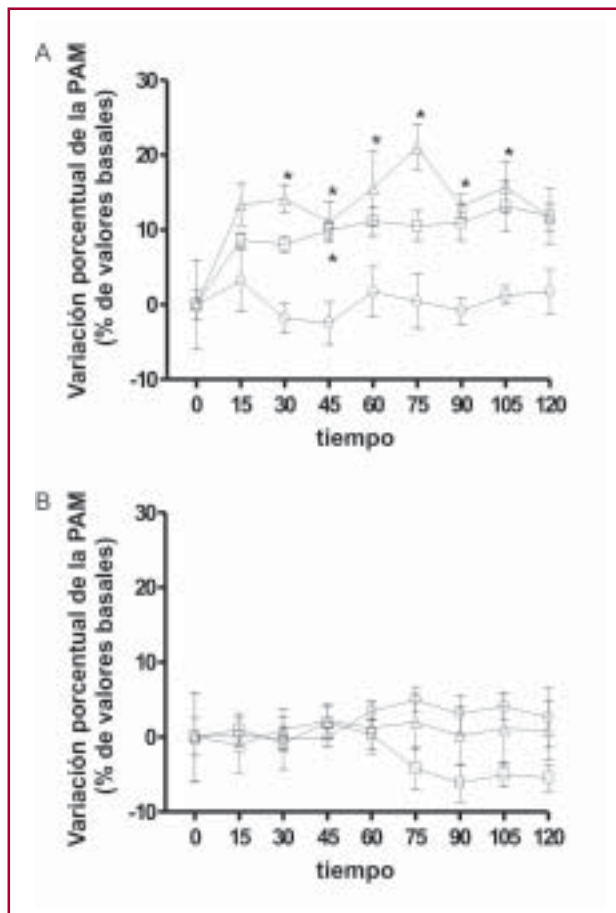 A
Variación porcentual de la PAM
(% de valores basales)
30
20
10
0
-10
* * * * * * *
0 15 30 45 60 75 90 105 120
tiempo
B
Variación porcentual de la PAM
(% de valores basales)
30
20
10
0
-10
0 15 30 45 60 75 90 105 120
tiempo